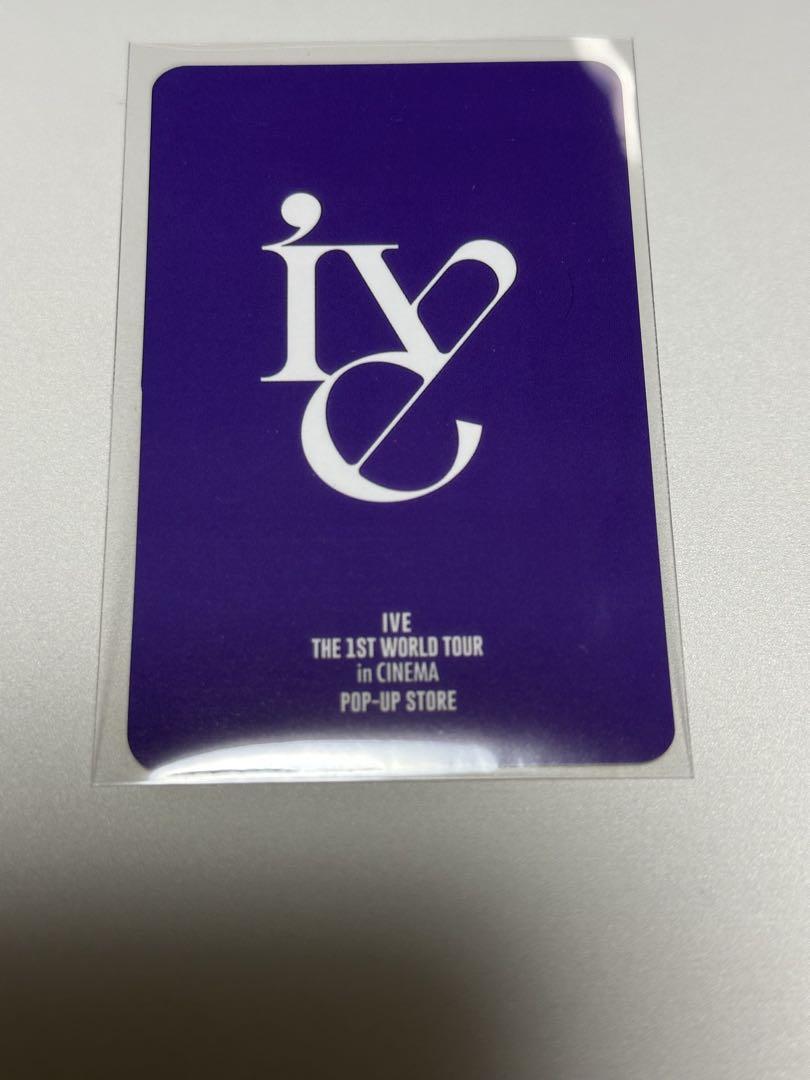 IVE
IVE
THE 1ST WORLD TOUR
in CINEMA
POP-UP STORE